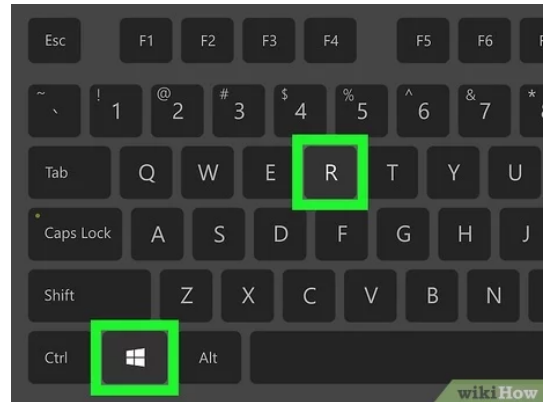 Esc F1 F2 F3 F4 F5 F6
~ ! @ # $ % ^ & *
` 1 2 3 4 5 6 7
Tab Q W E R T Y U
Caps Lock A S D F G H J
Shift Z X C V B N
Ctrl Alt
wikiHow